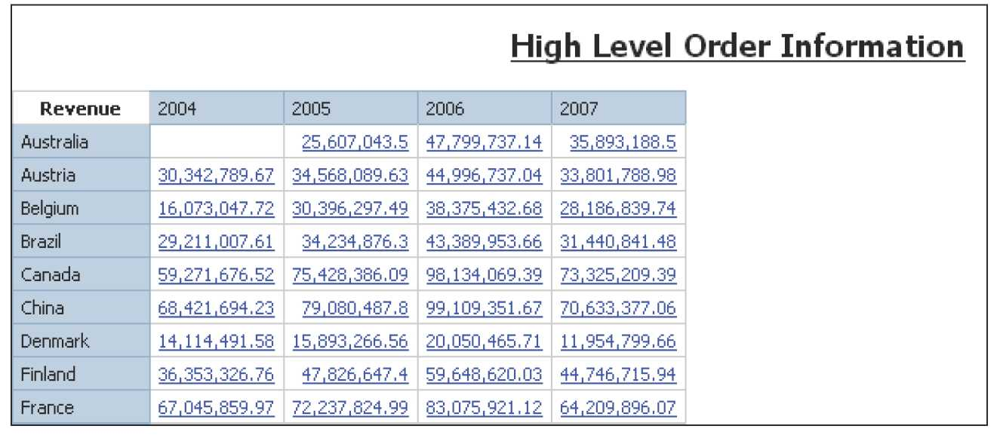 High Level Order Information
Revenue 2004 2005 2006 2007
Australia 25,607,043.5 47,799,737.14 35,893,188.5
Austria 30,342,789.67 34,568,089.63 44,996,737.04 33,801,788.98
Belgium 16,073,047.72 30,396,297.49 38,375,432.68 28,186,839.74
Brazil 29,211,007.61 34,234,876.3 43,389,953.66 31,440,841.48
Canada 59,271,676.52 75,428,386.09 98,134,069.39 73,325,209.39
China 68,421,694.23 79,080,487.8 99,109,351.67 70,633,377.06
Denmark 14,114,491.58 15,893,266.56 20,050,465.71 11,954,799.66
Finland 36,353,326.76 47,826,647.4 59,648,620.03 44,746,715.94
France 67,045,859.97 72,237,824.99 83,075,921.12 64,209,896.07